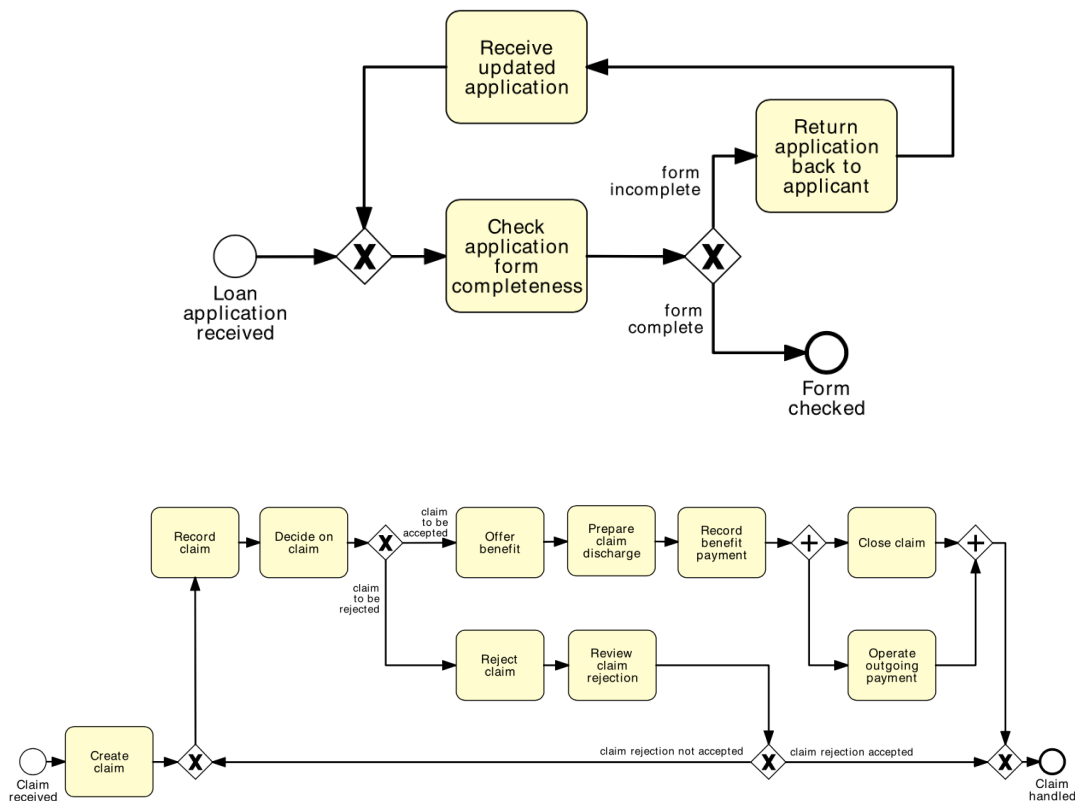 Receive
updated
application
Return
application
back to
applicant
form
incomplete
X
Check
application
form
completeness
X
Loan
application
received
form
complete
Form
checked
Record
claim
Decide on
claim
X
claim
to be
accepted
Offer
benefit
Prepare
claim
discharge
Record
benefit
payment
+
Close claim
+
claim
to be
rejected
Reject
claim
Review
claim
rejection
Operate
outgoing
payment
Claim
received
Create
claim
X
claim rejection not accepted
X
claim rejection accepted
X
Claim
handled